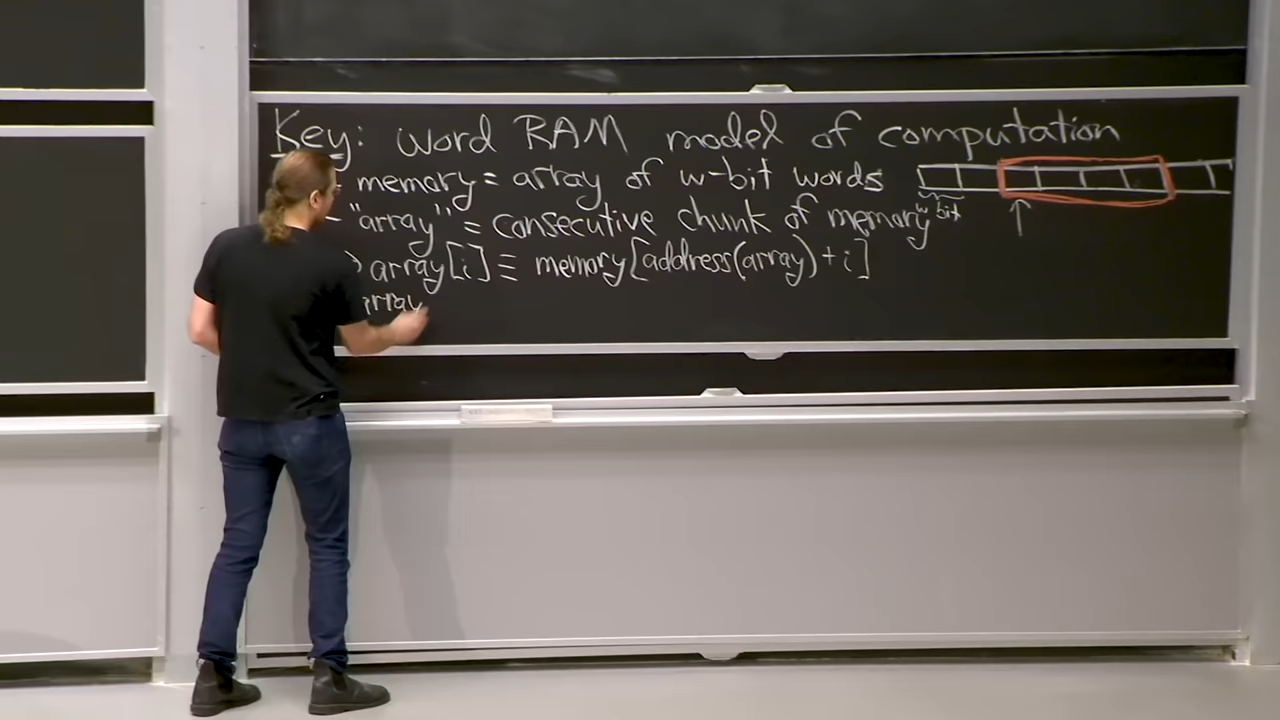 Key: word RAM model of computation
memory = array of w-bit words
- "array" = consecutive chunk of memory
w bit
array[i] ≡ memory[address(array) + i]
array